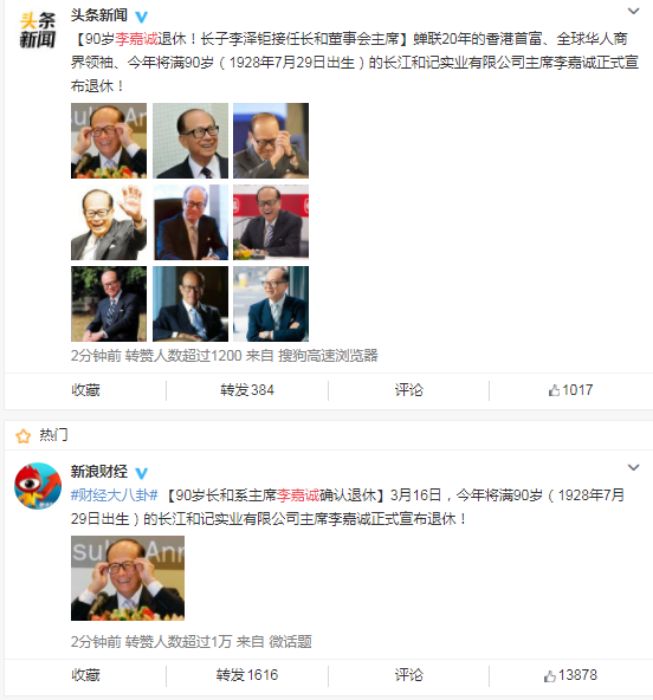 头条
新闻
头条新闻
【90岁李嘉诚退休！长子李泽钜接任长和董事会主席】蝉联20年的香港首富、全球华人商
界领袖、今年将满90岁（1928年7月29日出生）的长江和记实业有限公司主席李嘉诚正式宣
布退休！
2分钟前 转赞人数超过1200 来自 搜狗高速浏览器
收藏 转发384 评论 1017
热门
新浪财经
#财经大八卦# 【90岁长和系主席李嘉诚确认退休】3月16日，今年将满90岁（1928年7月
29日出生）的长江和记实业有限公司主席李嘉诚正式宣布退休！
sul Ann
2分钟前 转赞人数超过1万 来自 微话题
收藏 转发1616 评论 13878